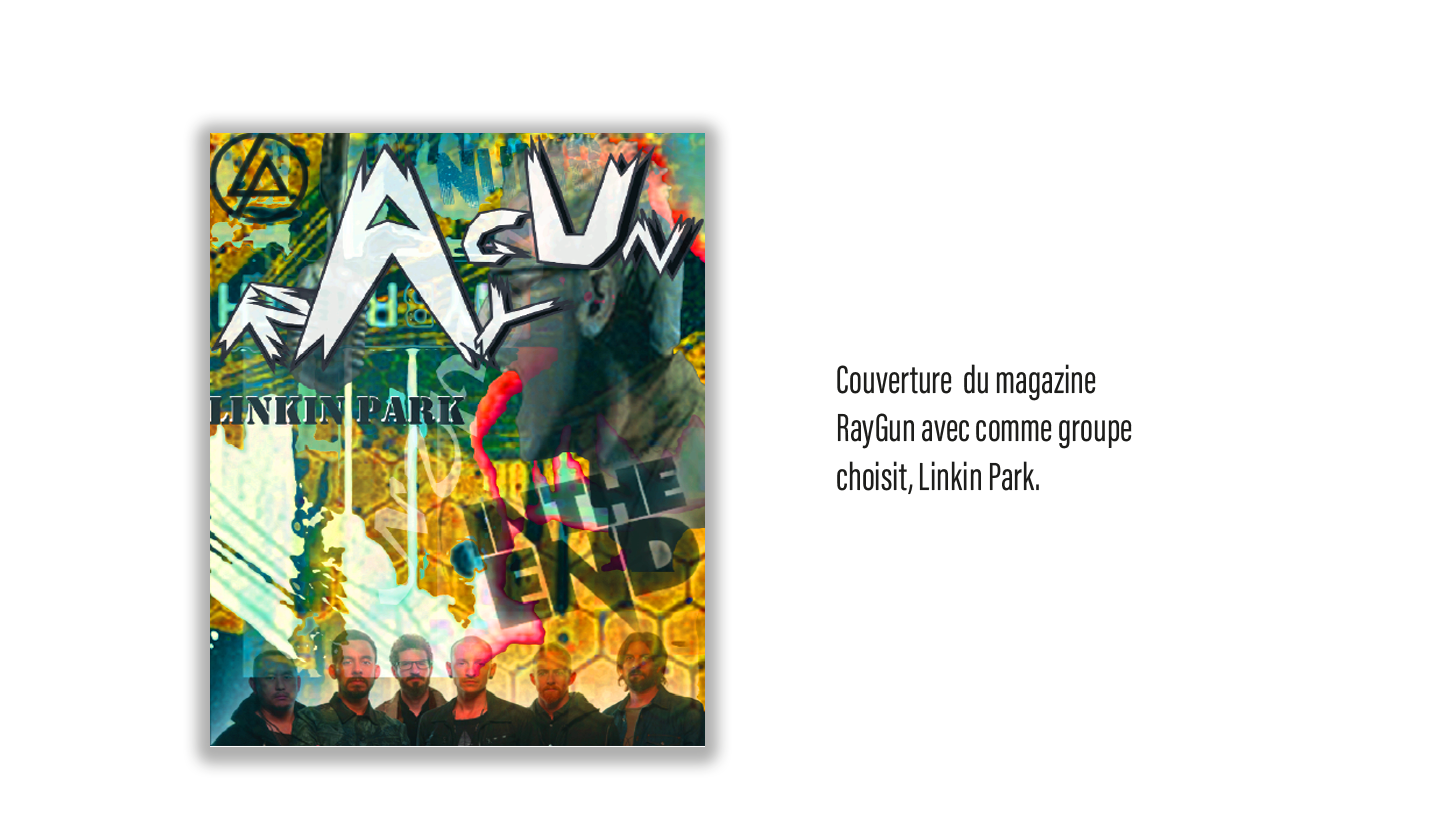 RAYGUN
LINKIN PARK
IN THE
END
Couverture  du magazine
RayGun avec comme groupe
choisit, Linkin Park.